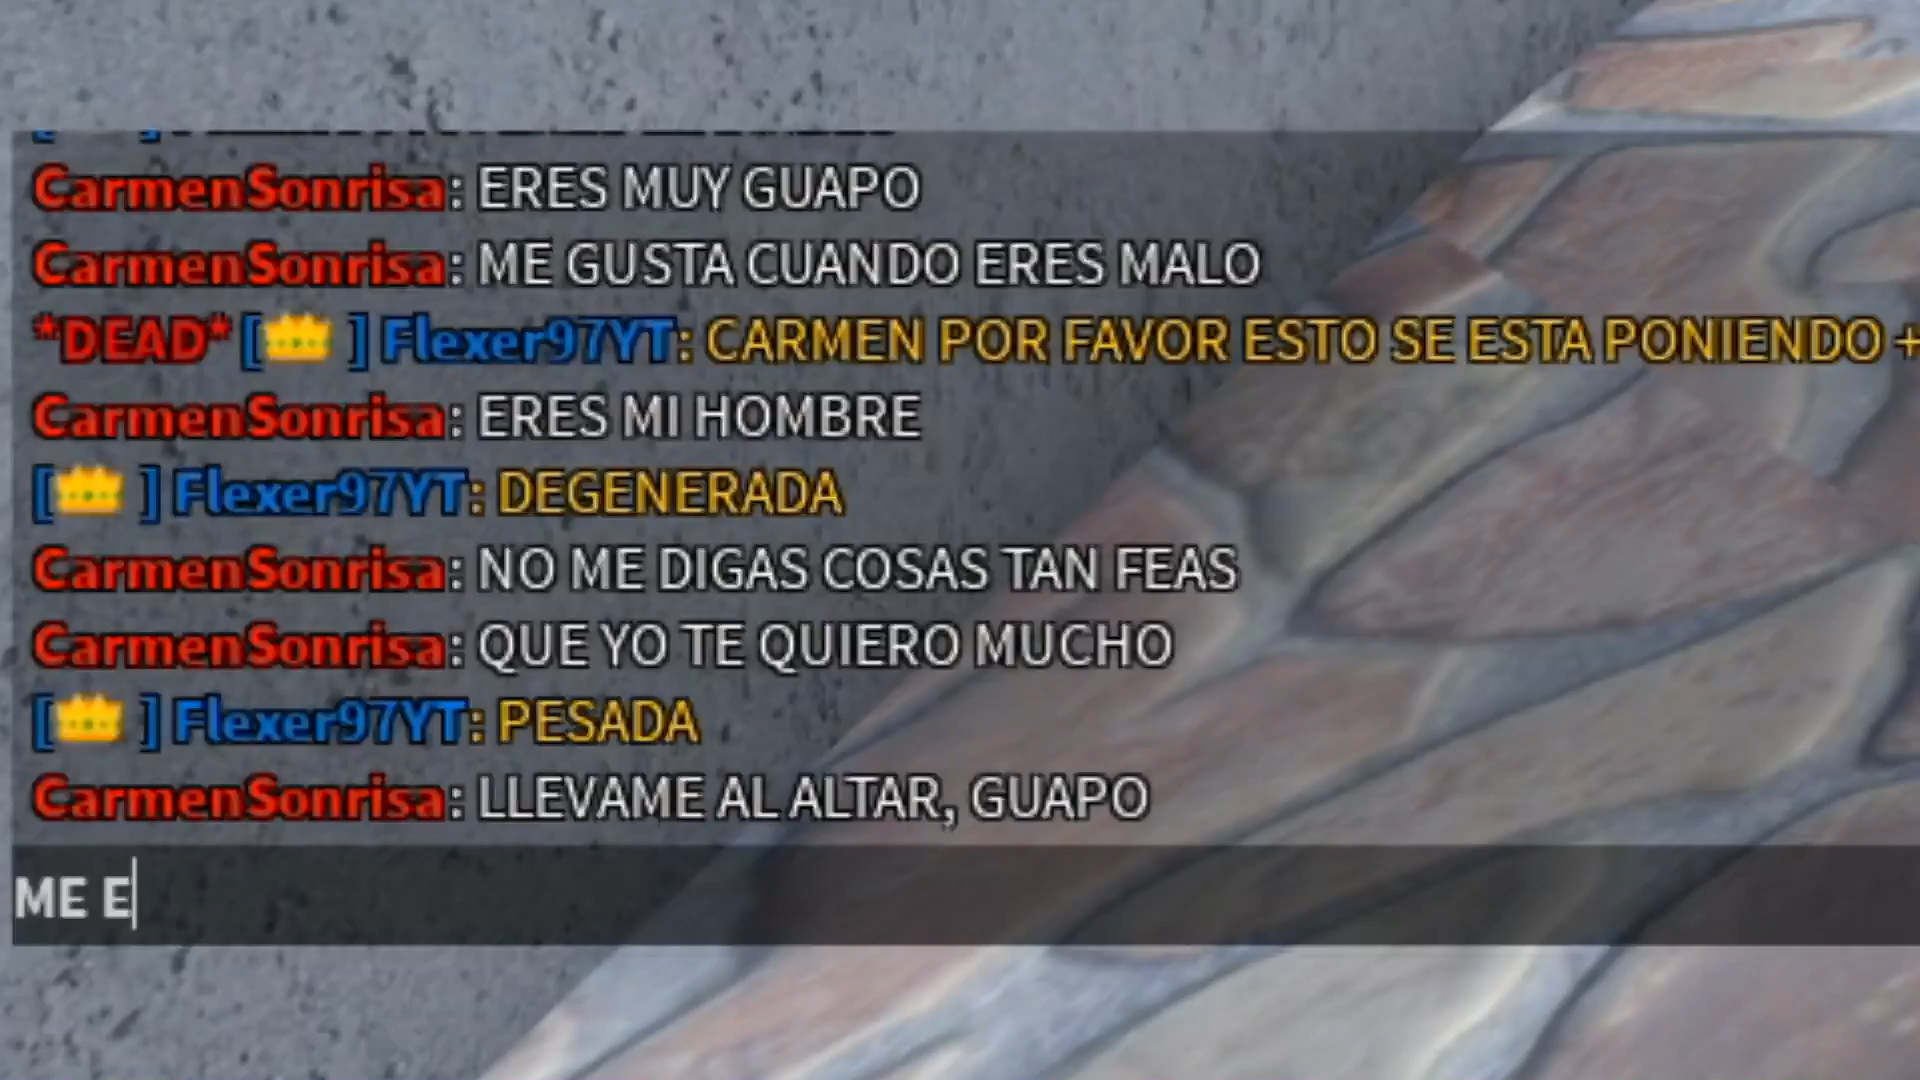 CarmenSonrisa: ERES MUY GUAPO
CarmenSonrisa: ME GUSTA CUANDO ERES MALO
*DEAD* [👑 ] Flexer97YT: CARMEN POR FAVOR ESTO SE ESTA PONIENDO +
CarmenSonrisa: ERES MI HOMBRE
[👑 ] Flexer97YT: DEGENERADA
CarmenSonrisa: NO ME DIGAS COSAS TAN FEAS
CarmenSonrisa: QUE YO TE QUIERO MUCHO
[👑 ] Flexer97YT: PESADA
CarmenSonrisa: LLEVAME AL ALTAR, GUAPO
ME E